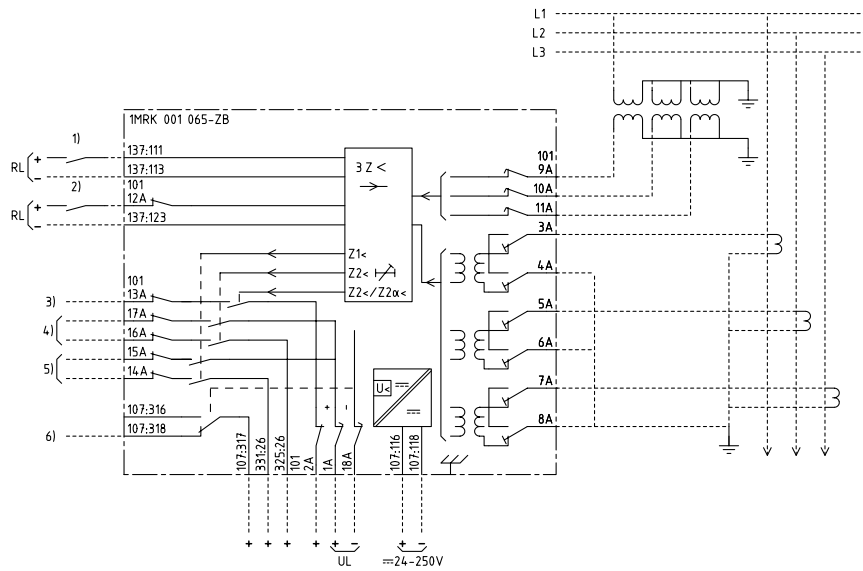 L1
L2
L3
1MRK 001 065-ZB
1)
RL + −
137:111
137:113
2)
RL + −
101
12A
137:123
3Z<
Z1<
Z2<
Z2</Z2α<
101
9A
10A
11A
3A
4A
5A
6A
7A
8A
101
3)
13A
4)
17A
16A
5)
15A
14A
107:316
6)
107:318
U<
+ -
107:317
331:26
325:26
101
2A
1A
18A
107:116
107:118
+ + + + + − + −
UL
24-250V